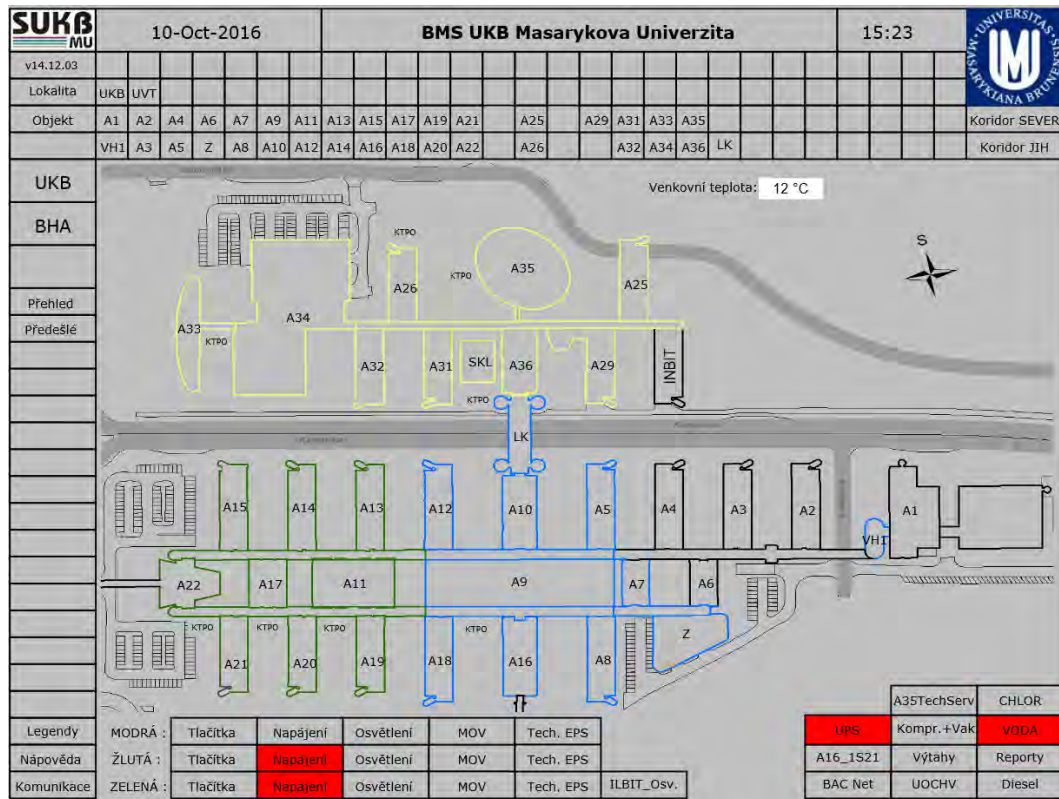 SUKB MU
10-Oct-2016
BMS UKB Masarykova Univerzita
15:23
UNIVERSITAS MASARYKIANA BRUNENSIS
MU
v14.12.03
Lokalita UKB UVT
Objekt A1 A2 A4 A6 A7 A9 A11 A13 A15 A17 A19 A21 A25 A29 A31 A33 A35 Koridor SEVER
VH1 A3 A5 Z A8 A10 A12 A14 A16 A18 A20 A22 A26 A32 A34 A36 LK Koridor JIH
UKB
Venkovní teplota: 12 °C
BHA
KTPO
S
A35
KTPO
A26
A25
Přehled
A34
Předešlé
A33
KTPO
A32
A31
SKL
A36
A29
INBIT
KTPO
LK
A15
A14
A13
A12
A10
A5
A4
A3
A2
A1
VH1
A22
A17
A11
A9
A7
A6
KTPO
KTPO
KTPO
KTPO
Z
A21
A20
A19
A18
A16
A8
A35TechServ CHLOR
Legendy MODRÁ : Tlačítka Napájení Osvětlení MOV Tech. EPS UPS Kompr.+Vak VODA
Nápověda ŽLUTÁ : Tlačítka Napájení Osvětlení MOV Tech. EPS A16_1S21 Výtahy Reporty
Komunikace ZELENÁ : Tlačítka Napájení Osvětlení MOV Tech. EPS ILBIT_Osv. BAC Net UOCHV Diesel